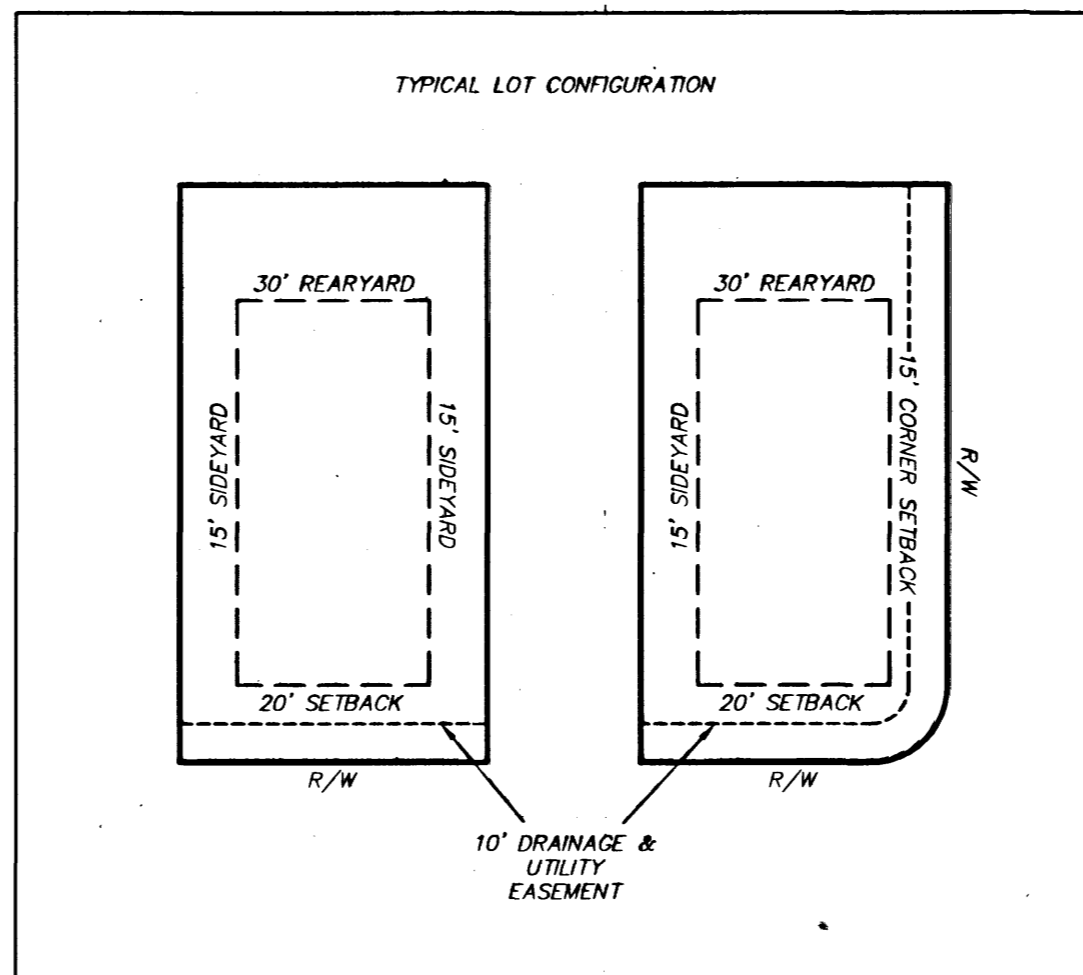 TYPICAL LOT CONFIGURATION
30' REARYARD
15' SIDEYARD
15' SIDEYARD
20' SETBACK
R/W
30' REARYARD
15' SIDEYARD
15' CORNER SETBACK
R/W
20' SETBACK
R/W
10' DRAINAGE &
UTILITY
EASEMENT